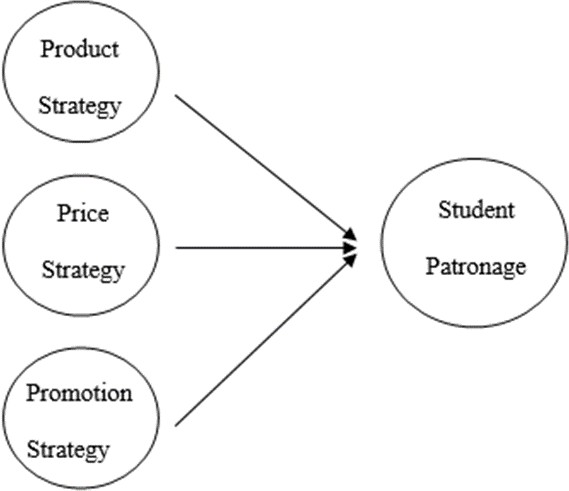 Product
Strategy
Price
Strategy
Promotion
Strategy
Student
Patronage